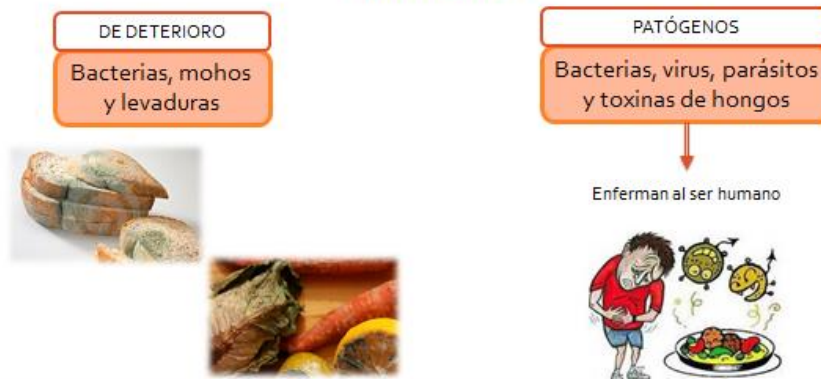 DE DETERIORO
Bacterias, mohos
y levaduras
PATÓGENOS
Bacterias, virus, parásitos
y toxinas de hongos
Enferman al ser humano